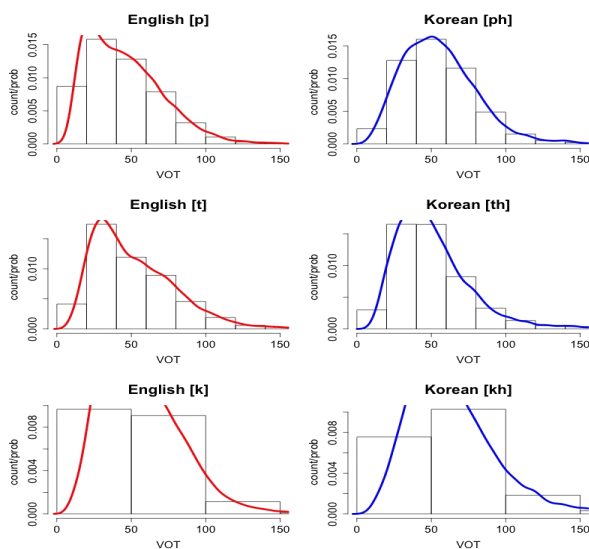 English [p]
count/prob
0.000 0.005 0.010 0.015
0 50 100 150
VOT
Korean [ph]
count/prob
0.000 0.005 0.010 0.015
0 50 100 150
VOT
English [t]
count/prob
0.000 0.010
0 50 100 150
VOT
Korean [th]
count/prob
0.000 0.010
0 50 100 150
VOT
English [k]
count/prob
0.000 0.004 0.008
0 50 100 150
VOT
Korean [kh]
count/prob
0.000 0.004 0.008
0 50 100 150
VOT